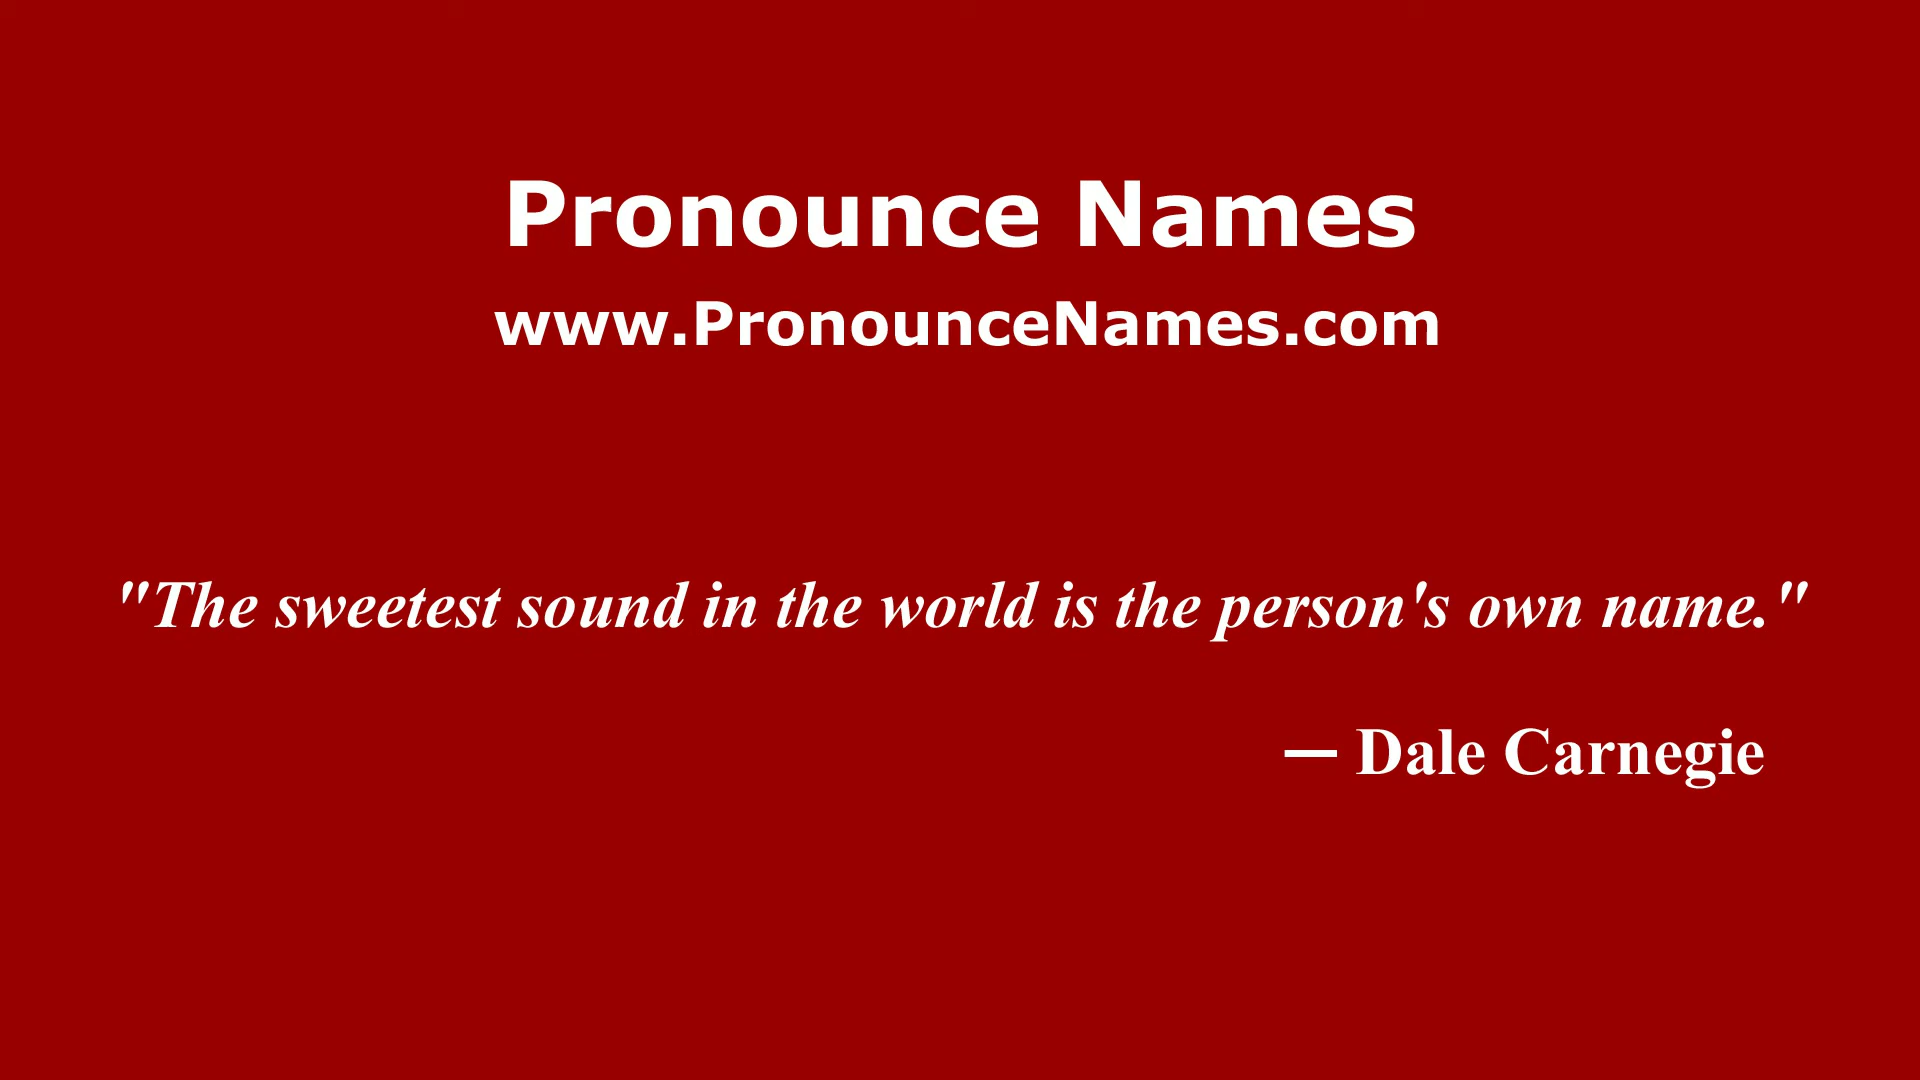 Pronounce Names
www.PronounceNames.com
"The sweetest sound in the world is the person's own name."
— Dale Carnegie